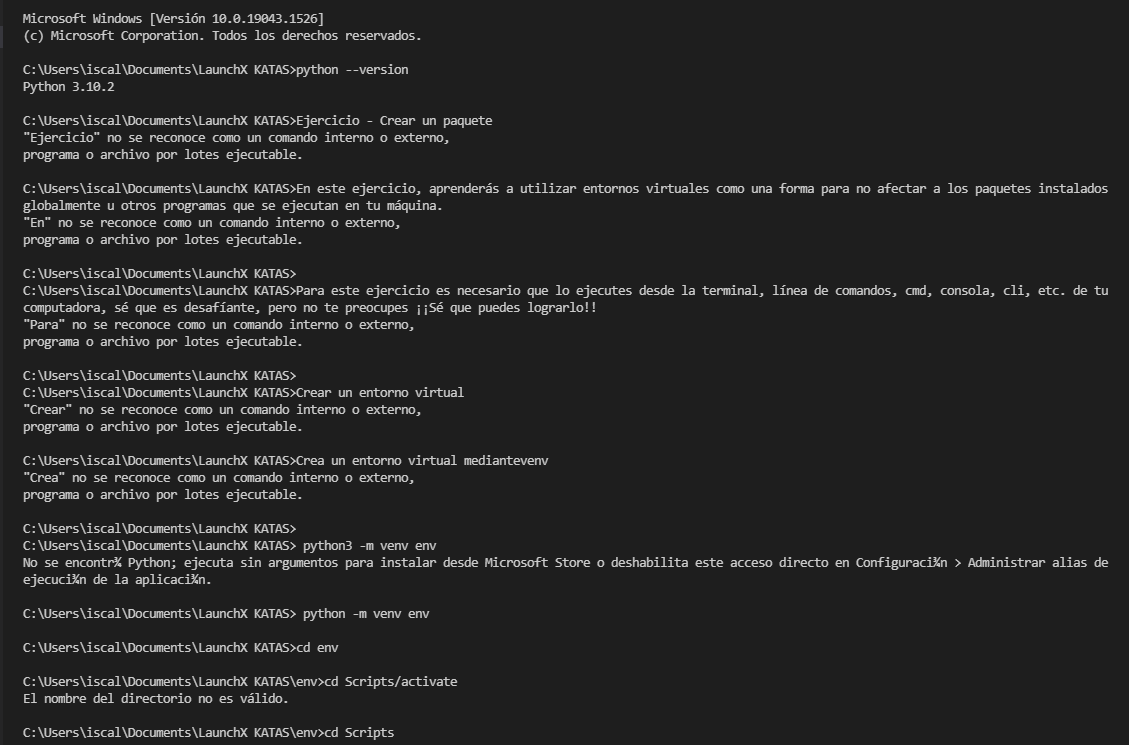 Microsoft Windows [Versión 10.0.19043.1526]
(c) Microsoft Corporation. Todos los derechos reservados.
C:\Users\iscal\Documents\LaunchX KATAS>python --version
Python 3.10.2
C:\Users\iscal\Documents\LaunchX KATAS>Ejercicio - Crear un paquete
"Ejercicio" no se reconoce como un comando interno o externo,
programa o archivo por lotes ejecutable.
C:\Users\iscal\Documents\LaunchX KATAS>En este ejercicio, aprenderás a utilizar entornos virtuales como una forma para no afectar a los paquetes instalados
globalmente u otros programas que se ejecutan en tu máquina.
"En" no se reconoce como un comando interno o externo,
programa o archivo por lotes ejecutable.
C:\Users\iscal\Documents\LaunchX KATAS>
C:\Users\iscal\Documents\LaunchX KATAS>Para este ejercicio es necesario que lo ejecutes desde la terminal, línea de comandos, cmd, consola, cli, etc. de tu
computadora, sé que es desafíante, pero no te preocupes ¡¡Sé que puedes lograrlo!!
"Para" no se reconoce como un comando interno o externo,
programa o archivo por lotes ejecutable.
C:\Users\iscal\Documents\LaunchX KATAS>
C:\Users\iscal\Documents\LaunchX KATAS>Crear un entorno virtual
"Crear" no se reconoce como un comando interno o externo,
programa o archivo por lotes ejecutable.
C:\Users\iscal\Documents\LaunchX KATAS>Crea un entorno virtual mediantevenv
"Crea" no se reconoce como un comando interno o externo,
programa o archivo por lotes ejecutable.
C:\Users\iscal\Documents\LaunchX KATAS>
C:\Users\iscal\Documents\LaunchX KATAS> python3 -m venv env
No se encontr¾ Python; ejecuta sin argumentos para instalar desde Microsoft Store o deshabilita este acceso directo en Configuraci¾n > Administrar alias de
ejecuci¾n de la aplicaci¾n.
C:\Users\iscal\Documents\LaunchX KATAS> python -m venv env
C:\Users\iscal\Documents\LaunchX KATAS>cd env
C:\Users\iscal\Documents\LaunchX KATAS\env>cd Scripts/activate
El nombre del directorio no es válido.
C:\Users\iscal\Documents\LaunchX KATAS\env>cd Scripts